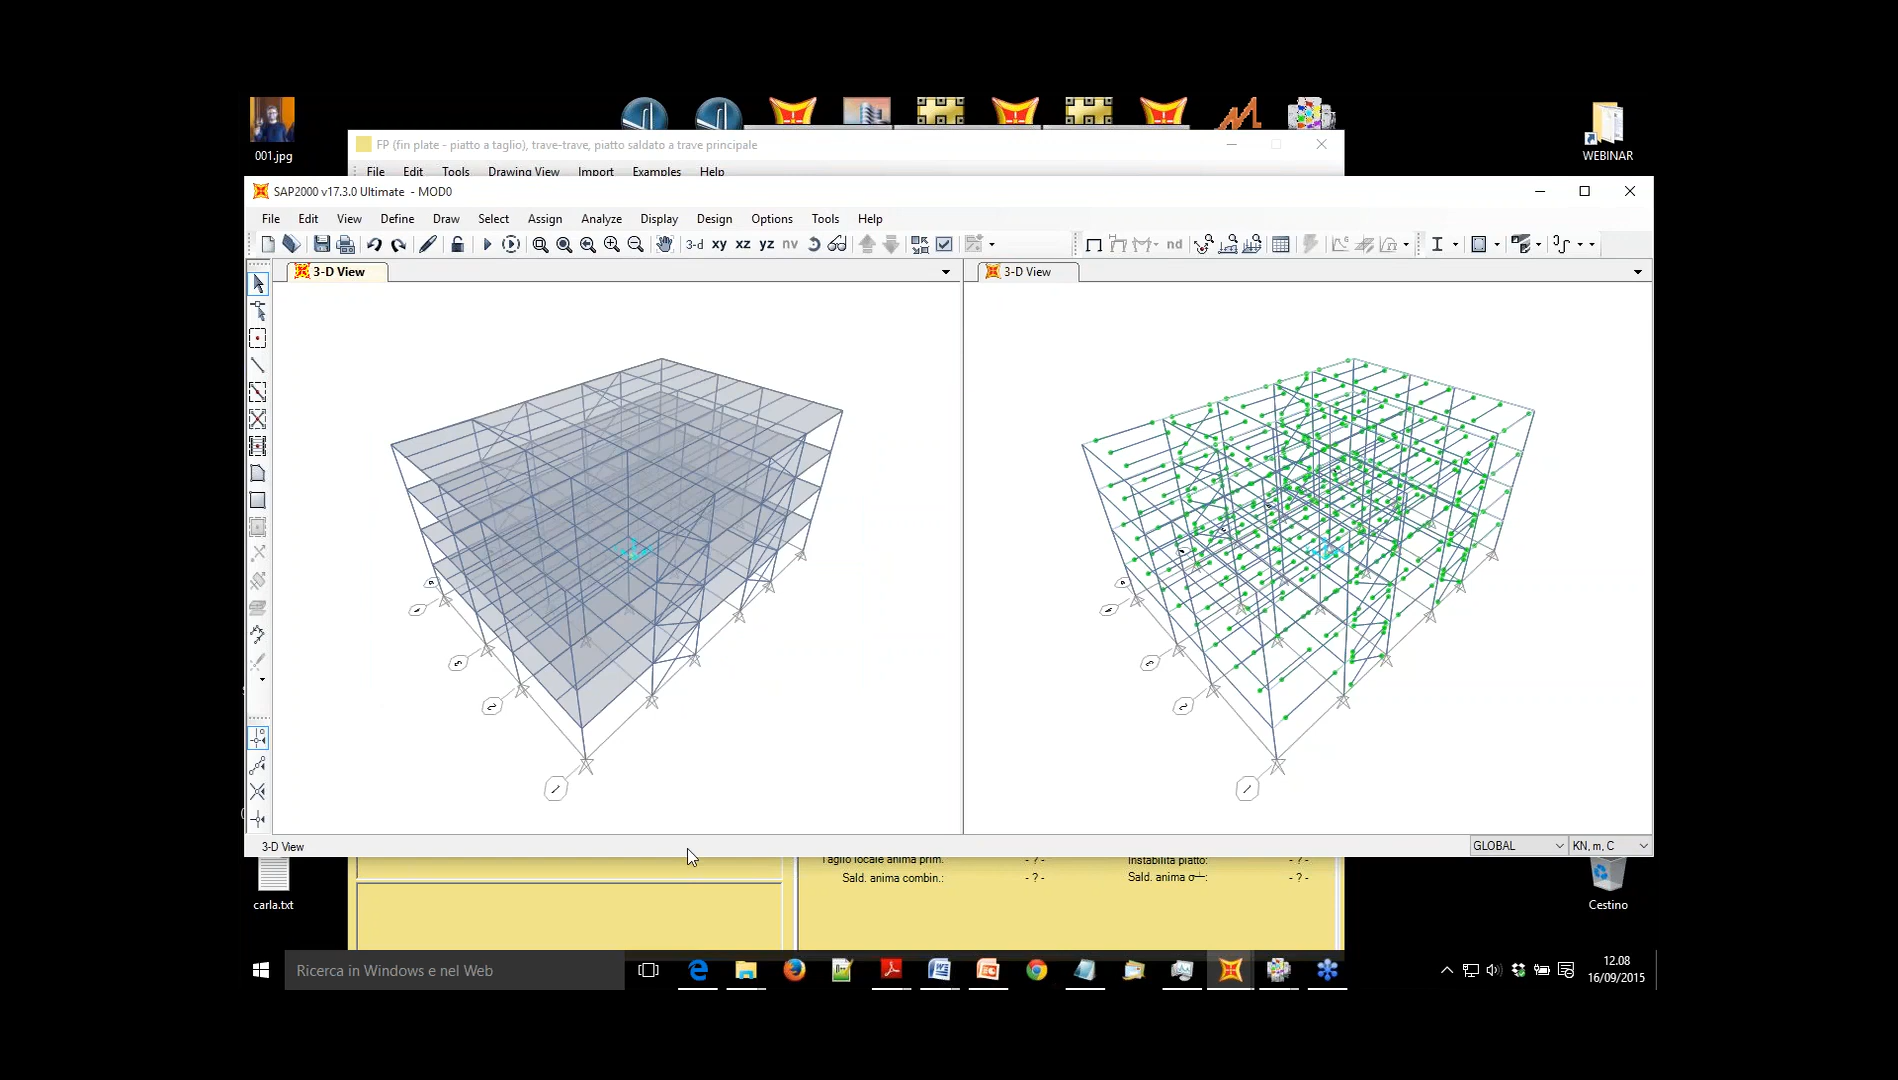 001.jpg
WEBINAR
FP (fin plate - piatto a taglio), trave-trave, piatto saldato a trave principale
File Edit Tools Drawing View Import Examples Help
SAP2000 v17.3.0 Ultimate - MOD0
File Edit View Define Draw Select Assign Analyze Display Design Options Tools Help
3-d xy xz yz nv nd
3-D View
3-D View
3-D View
GLOBAL
KN, m, C
Taglio locale anima prim.
- ? -
Instabilità piatto:
- ? -
Sald. anima combin.:
- ? -
Sald. anima σ
- ? -
carla.txt
Cestino
Ricerca in Windows e nel Web
12.08
16/09/2015